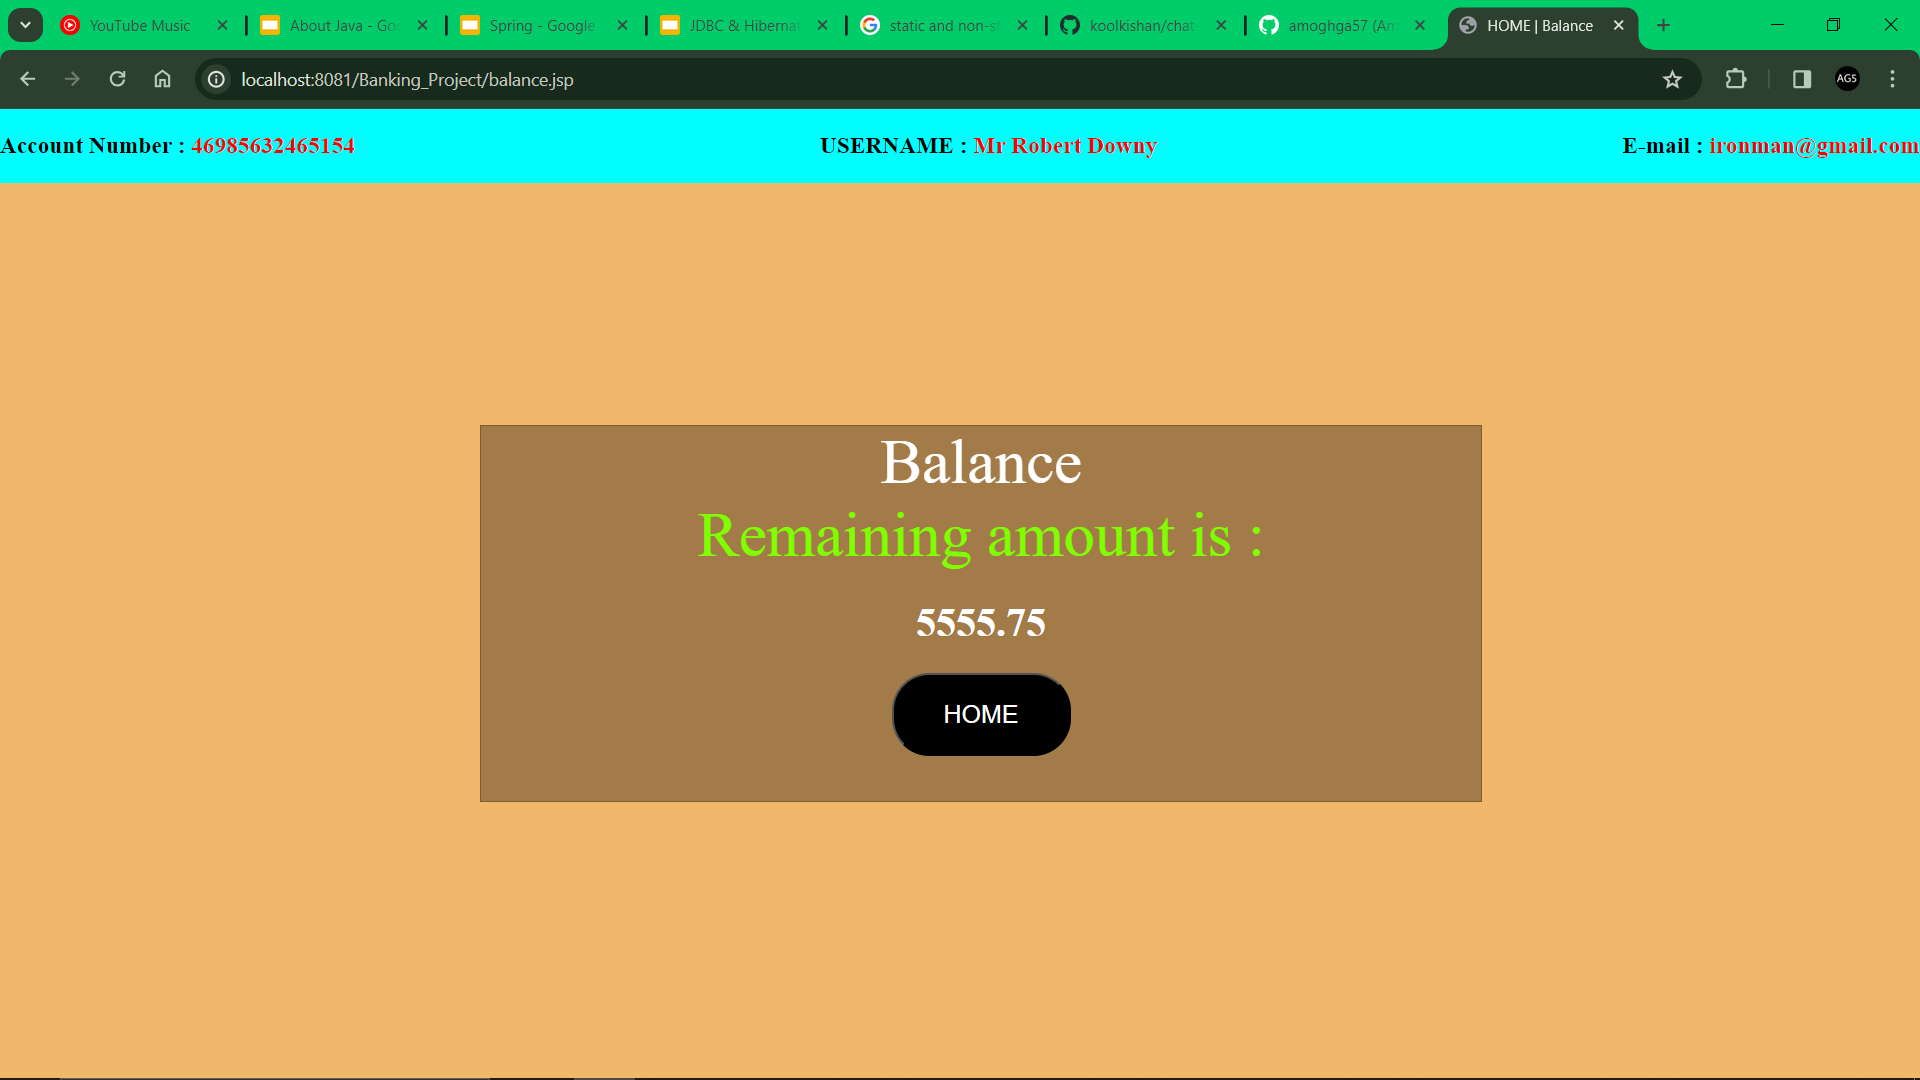 YouTube Music
About Java - Goo
Spring - Google
JDBC & Hibernat
static and non-st
koolkishan/chat-
amoghga57 (Am
HOME | Balance
localhost:8081/Banking_Project/balance.jsp
AG5
Account Number : 46985632465154
USERNAME : Mr Robert Downy
E-mail : ironman@gmail.com
Balance
Remaining amount is :
5555.75
HOME